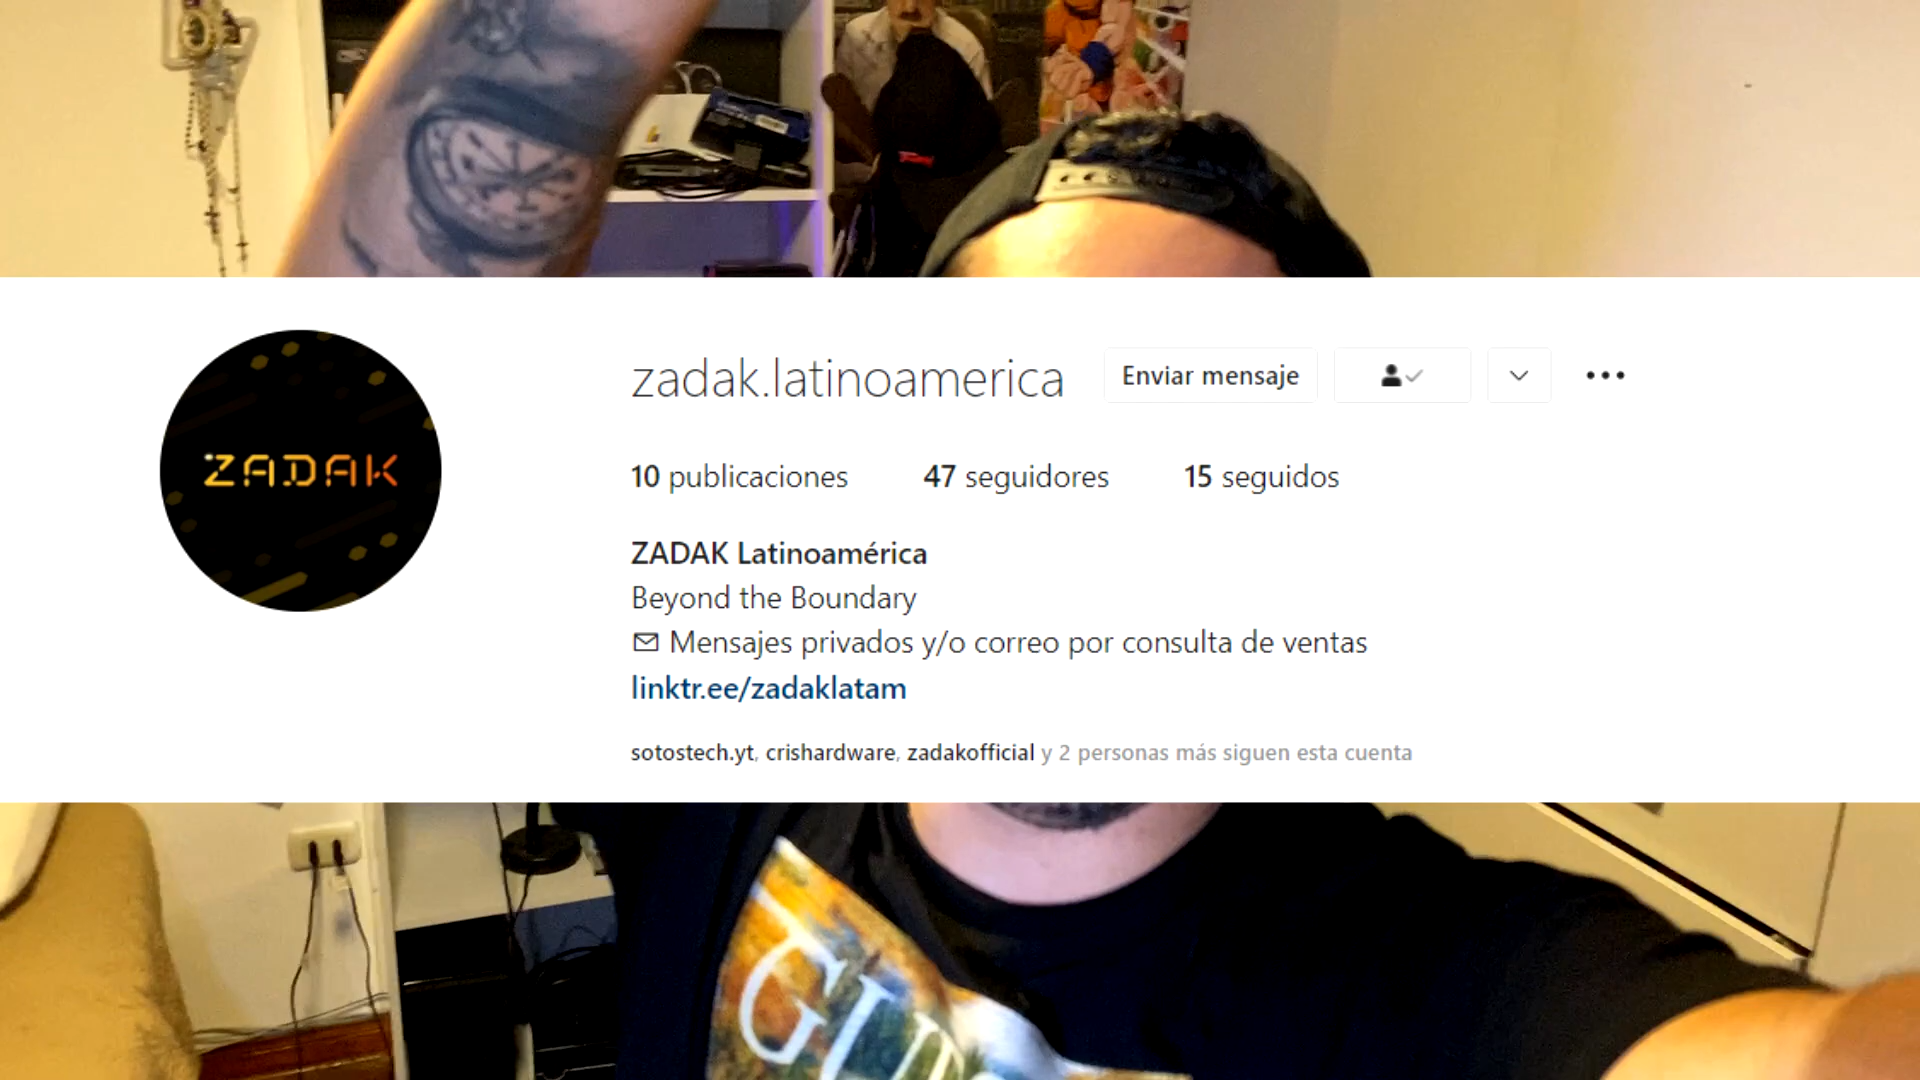 zadak.latinoamerica Enviar mensaje
ZADAK
10 publicaciones 47 seguidores 15 seguidos
ZADAK Latinoamérica
Beyond the Boundary
Mensajes privados y/o correo por consulta de ventas
linktr.ee/zadaklatam
sotostech.yt, crishardware, zadakofficial y 2 personas más siguen esta cuenta